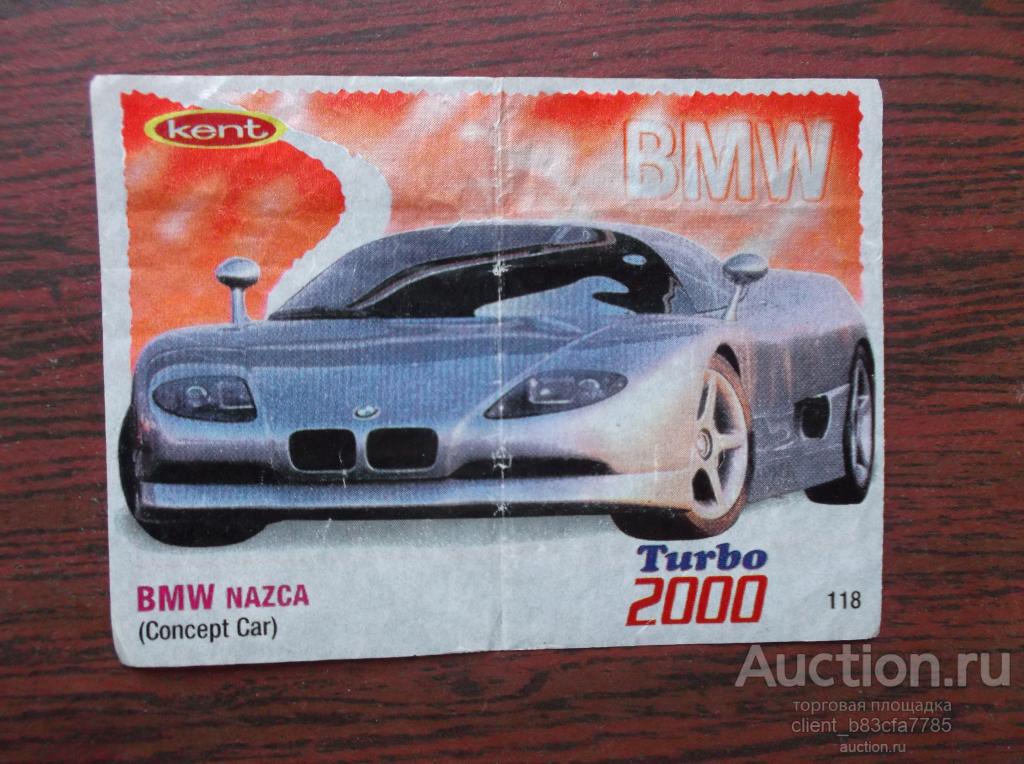 kent
BMW
BMW NAZCA
(Concept Car)
Turbo
2000
118
Auction.ru
торговая площадка
client_b83cfa7785
auction.ru